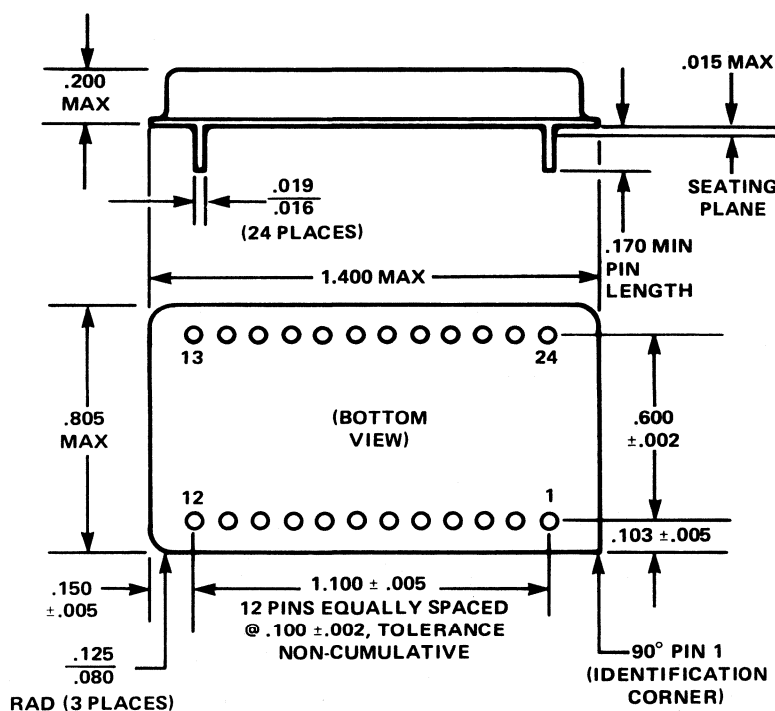 .200
MAX
.015 MAX
SEATING
PLANE
.019
.016
(24 PLACES)
.170 MIN
PIN
LENGTH
1.400 MAX
13
24
.805
MAX
(BOTTOM
VIEW)
.600
±.002
12
1
.103 ±.005
.150
±.005
1.100 ± .005
12 PINS EQUALLY SPACED
@ .100 ±.002, TOLERANCE
NON-CUMULATIVE
.125
.080
RAD (3 PLACES)
90° PIN 1
(IDENTIFICATION
CORNER)